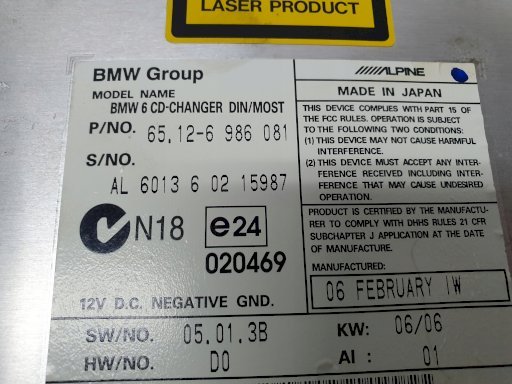 LASER PRODUCT
BMW Group
MODEL NAME
BMW 6 CD-CHANGER DIN/MOST
P/NO. 65.12-6 986 081
S/NO.
AL 6013 6 02 15987
N18 e24
020469
12V D.C. NEGATIVE GND.
ALPINE
MADE IN JAPAN
THIS DEVICE COMPLIES WITH PART 15 OF
THE FCC RULES. OPERATION IS SUBJECT
TO THE FOLLOWING TWO CONDITIONS:
(1) THIS DEVICE MAY NOT CAUSE HARMFUL
INTERFERENCE.
(2) THIS DEVICE MUST ACCEPT ANY INTER-
FERENCE RECEIVED INCLUDING INTER-
FERENCE THAT MAY CAUSE UNDESIRED
OPERATION.
PRODUCT IS CERTIFIED BY THE MANUFACTU-
RER TO COMPLY WITH DHHS RULES 21 CFR
SUBCHAPTER J APPLICATION AT THE DATE
OF MANUFACTURE.
MANUFACTURED:
06 FEBRUARY 1W
SW/NO. 05.01.3B KW: 06/06
HW/NO. D0 AI : 01